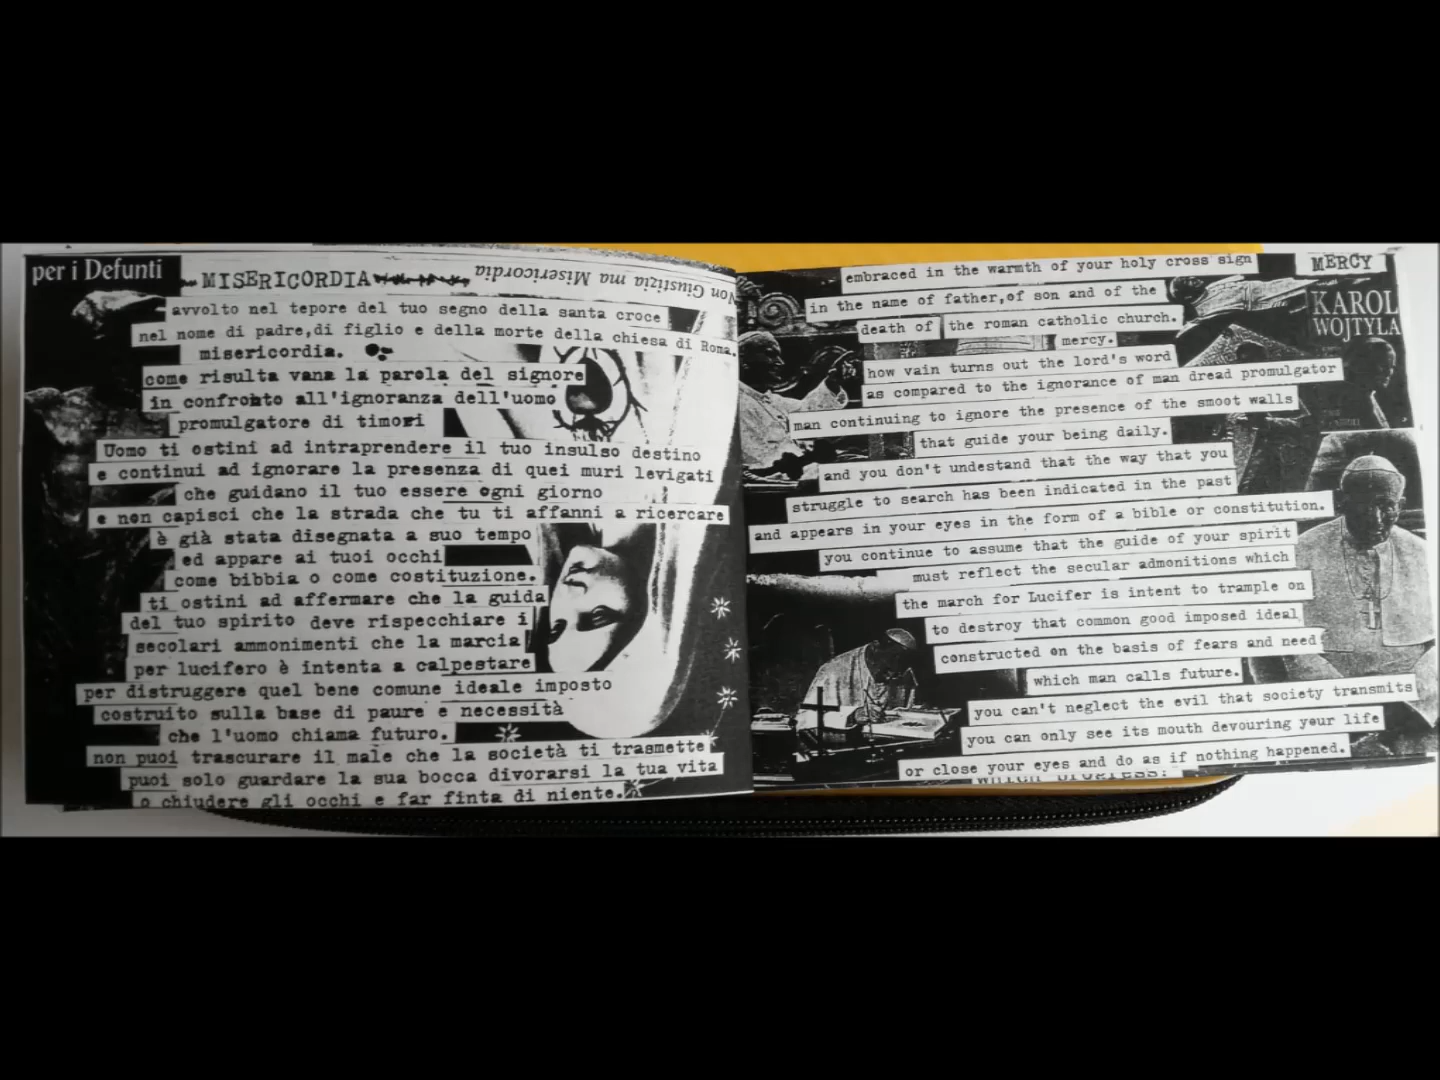 per i Defunti
MISERICORDIA
Non Giustizia ma Misericordia
avvolto nel tepore del tuo segno della santa croce
nel nome di padre,di figlio e della morte della chiesa di Roma.
misericordia.
come risulta vana la parola del signore
in confronto all'ignoranza dell'uomo
promulgatore di timori
Uomo ti ostini ad intraprendere il tuo insulso destino
e continui ad ignorare la presenza di quei muri levigati
che guidano il tuo essere ogni giorno
e non capisci che la strada che tu ti affanni a ricercare
è già stata disegnata a suo tempo
ed appare ai tuoi occhi
come bibbia o come costituzione.
ti ostini ad affermare che la guida
del tuo spirito deve rispecchiare i
secolari ammonimenti che la marcia
per lucifero è intenta a calpestare
per distruggere quel bene comune ideale imposto
costruito sulla base di paure e necessità
che l'uomo chiama futuro.
non puoi trascurare il male che la società ti trasmette
puoi solo guardare la sua bocca divorarsi la tua vita
o chiudere gli occhi e far finta di niente.
MERCY
KAROL
WOJTYLA
embraced in the warmth of your holy cross sign
in the name of father,of son and of the
death of the roman catholic church.
mercy.
how vain turns out the lord's word
as compared to the ignorance of man dread promulgator
man continuing to ignore the presence of the smoot walls
that guide your being daily.
and you don't undestand that the way that you
struggle to search has been indicated in the past
and appears in your eyes in the form of a bible or constitution.
you continue to assume that the guide of your spirit
must reflect the secular admonitions which
the march for Lucifer is intent to trample on
to destroy that common good imposed ideal
constructed on the basis of fears and need
which man calls future.
you can't neglect the evil that society transmits
you can only see its mouth devouring your life
or close your eyes and do as if nothing happened.
WHICH PROGRESS?